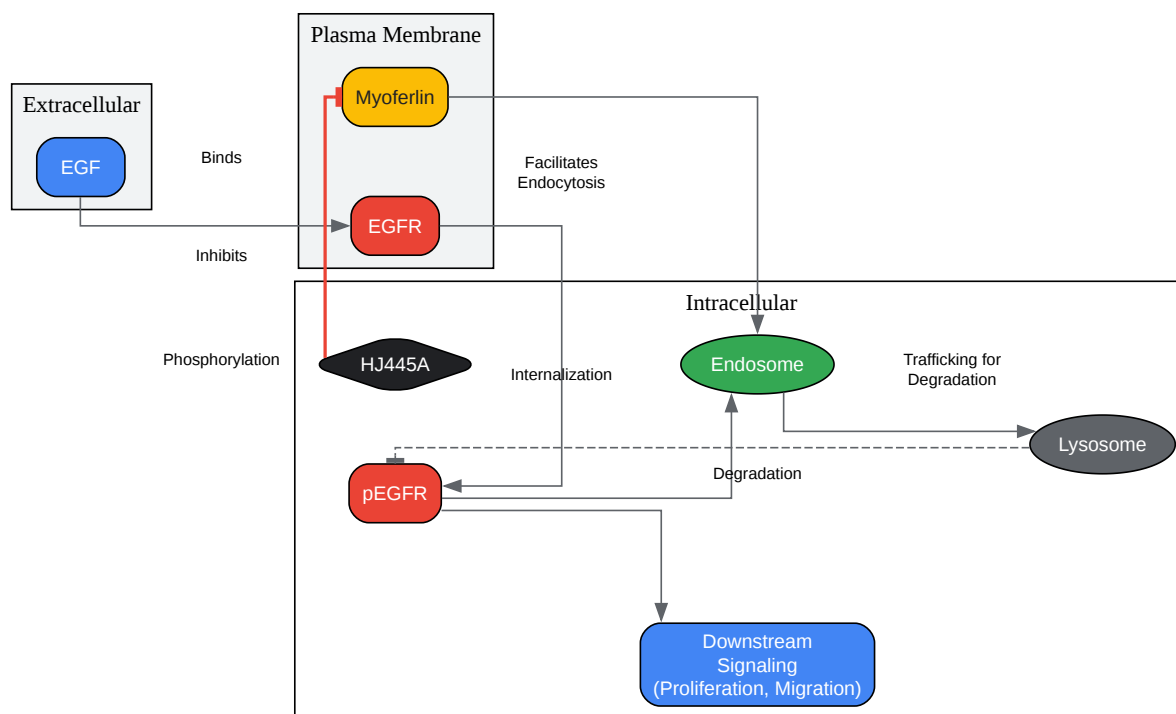 Plasma Membrane
Extracellular
Myoferlin
EGF
Binds
Facilitates
Endocytosis
EGFR
Inhibits
Intracellular
Phosphorylation
HJ445A
Internalization
Endosome
Trafficking for
Degradation
Lysosome
pEGFR
Degradation
Downstream
Signaling
(Proliferation, Migration)